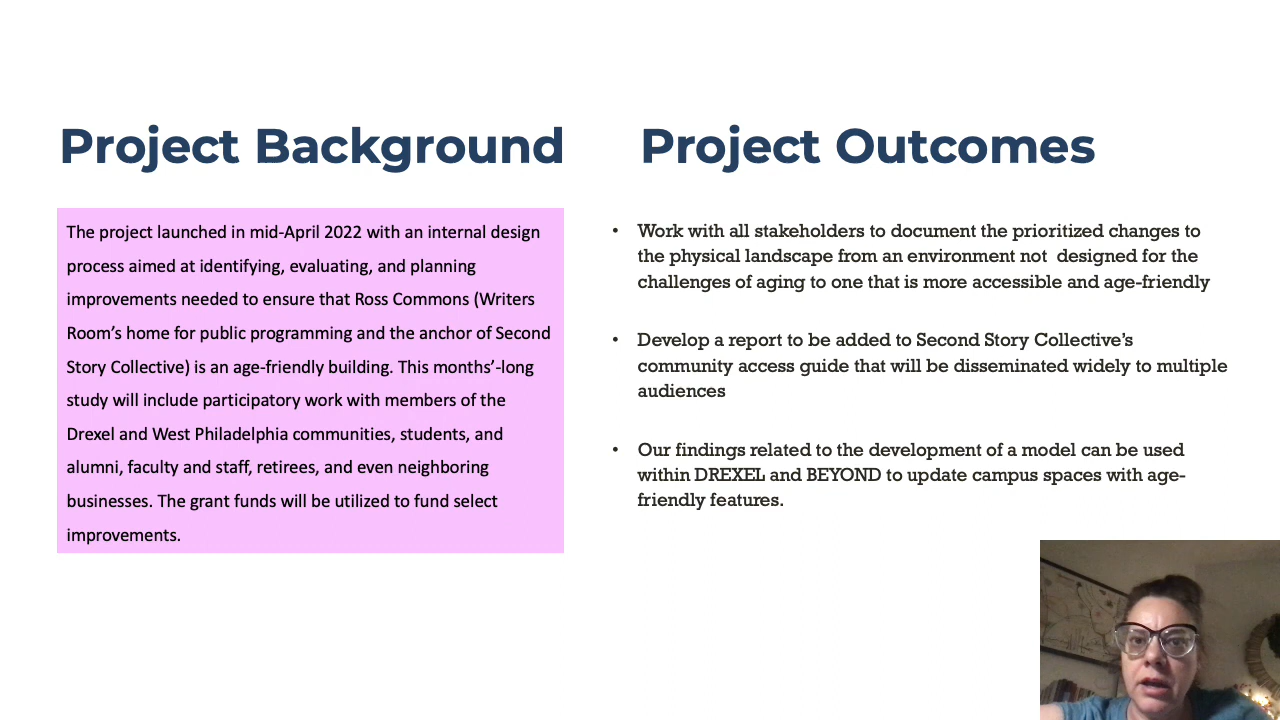 Project Background
The project launched in mid-April 2022 with an internal design
process aimed at identifying, evaluating, and planning
improvements needed to ensure that Ross Commons (Writers
Room’s home for public programming and the anchor of Second
Story Collective) is an age-friendly building. This months’-long
study will include participatory work with members of the
Drexel and West Philadelphia communities, students, and
alumni, faculty and staff, retirees, and even neighboring
businesses. The grant funds will be utilized to fund select
improvements.
Project Outcomes
• Work with all stakeholders to document the prioritized changes to
the physical landscape from an environment not  designed for the
challenges of aging to one that is more accessible and age-friendly
• Develop a report to be added to Second Story Collective’s
community access guide that will be disseminated widely to multiple
audiences
• Our findings related to the development of a model can be used
within DREXEL and BEYOND to update campus spaces with age-
friendly features.